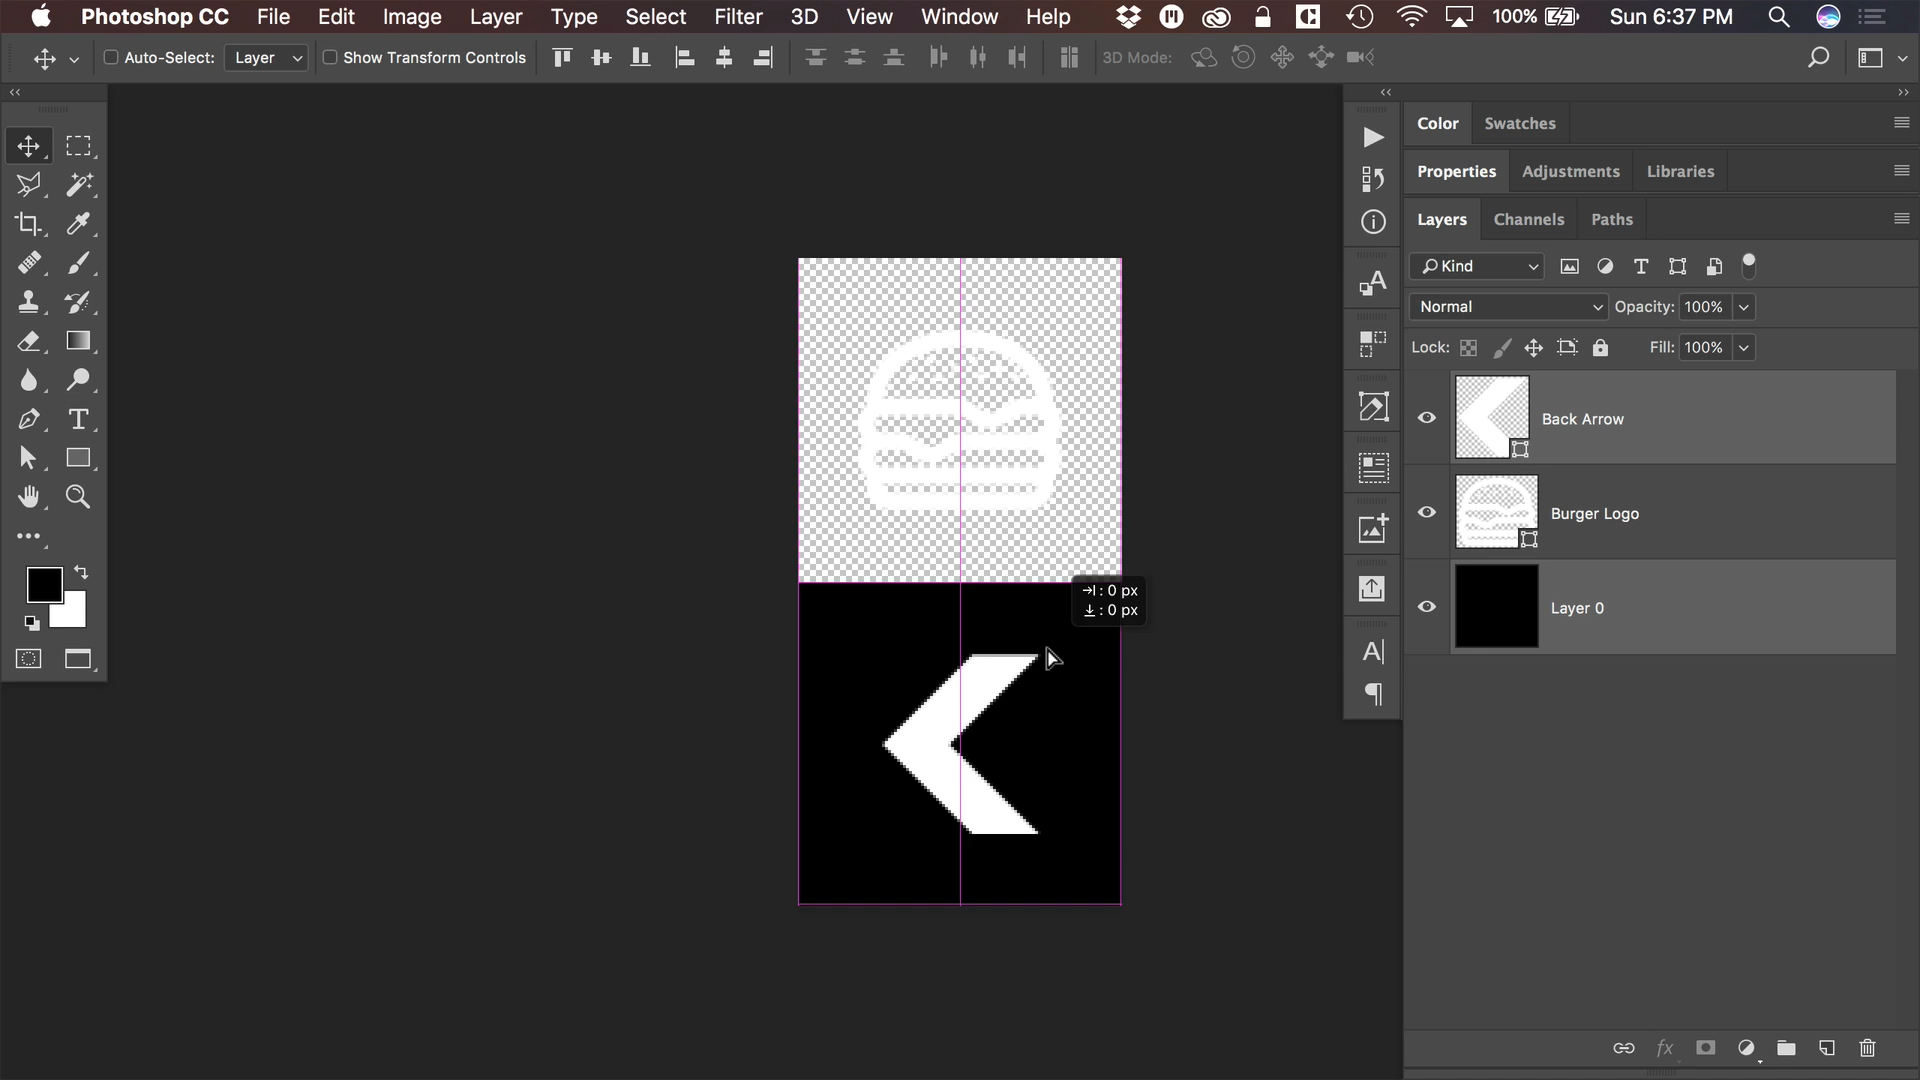 Photoshop CC File Edit Image Layer Type Select Filter 3D View Window Help 100% Sun 6:37 PM
Auto-Select: Layer Show Transform Controls 3D Mode:
Color Swatches
Properties Adjustments Libraries
Layers Channels Paths
Kind
Normal Opacity: 100%
Lock: Fill: 100%
Back Arrow
Burger Logo
: 0 px
: 0 px
Layer 0